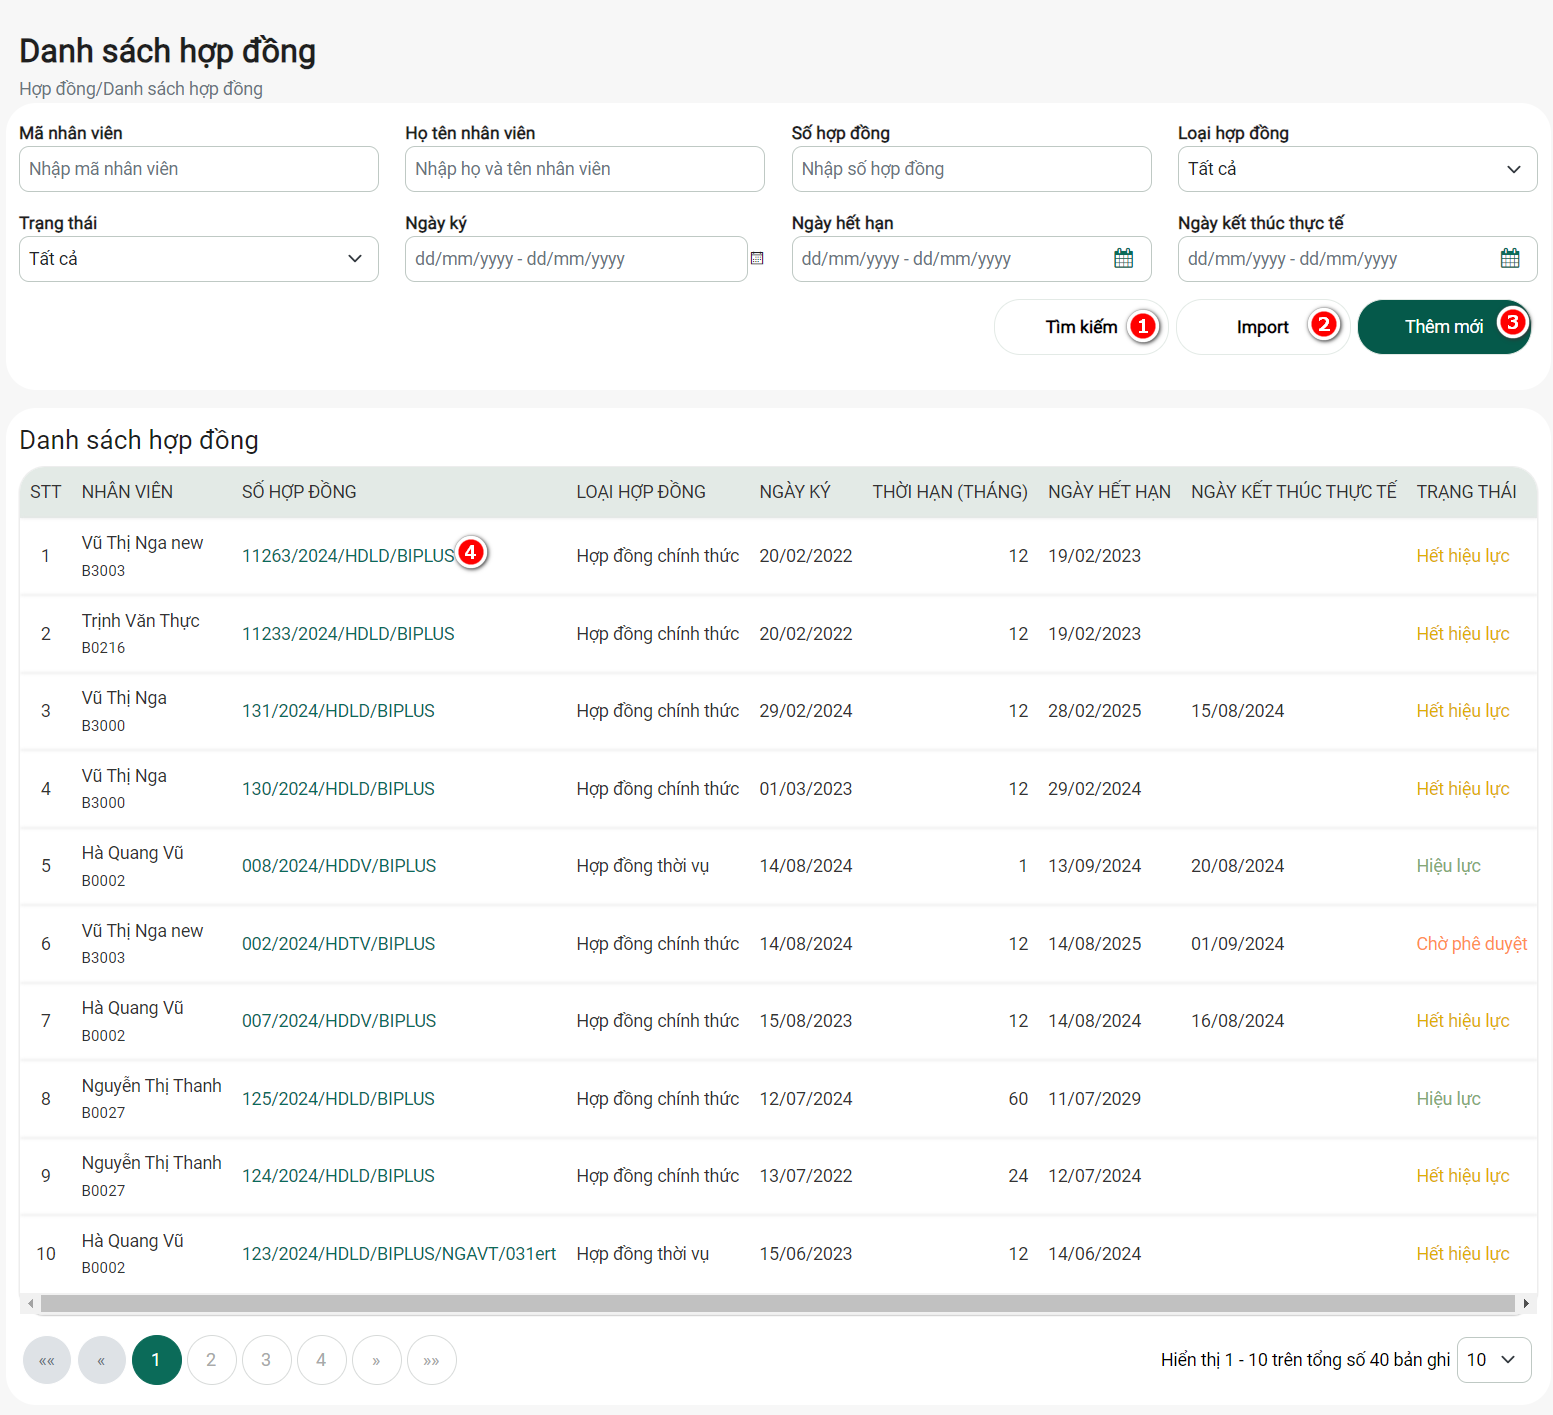 Danh sách hợp đồng
Hợp đồng/Danh sách hợp đồng
Mã nhân viên Họ tên nhân viên Số hợp đồng Loại hợp đồng
Nhập mã nhân viên Nhập họ và tên nhân viên Nhập số hợp đồng Tất cả
Trạng thái Ngày ký Ngày hết hạn Ngày kết thúc thực tế
Tất cả dd/mm/yyyy - dd/mm/yyyy dd/mm/yyyy - dd/mm/yyyy dd/mm/yyyy - dd/mm/yyyy
Tìm kiếm 1 Import 2 Thêm mới 3
Danh sách hợp đồng
STT NHÂN VIÊN SỐ HỢP ĐỒNG LOẠI HỢP ĐỒNG NGÀY KÝ THỜI HẠN (THÁNG) NGÀY HẾT HẠN NGÀY KẾT THÚC THỰC TẾ TRẠNG THÁI
1 Vũ Thị Nga new 11263/2024/HDLD/BIPLUS 4 Hợp đồng chính thức 20/02/2022 12 19/02/2023 Hết hiệu lực
B3003
2 Trịnh Văn Thực 11233/2024/HDLD/BIPLUS Hợp đồng chính thức 20/02/2022 12 19/02/2023 Hết hiệu lực
B0216
3 Vũ Thị Nga 131/2024/HDLD/BIPLUS Hợp đồng chính thức 29/02/2024 12 28/02/2025 15/08/2024 Hết hiệu lực
B3000
4 Vũ Thị Nga 130/2024/HDLD/BIPLUS Hợp đồng chính thức 01/03/2023 12 29/02/2024 Hết hiệu lực
B3000
5 Hà Quang Vũ 008/2024/HDDV/BIPLUS Hợp đồng thời vụ 14/08/2024 1 13/09/2024 20/08/2024 Hiệu lực
B0002
6 Vũ Thị Nga new 002/2024/HDTV/BIPLUS Hợp đồng chính thức 14/08/2024 12 14/08/2025 01/09/2024 Chờ phê duyệt
B3003
7 Hà Quang Vũ 007/2024/HDDV/BIPLUS Hợp đồng chính thức 15/08/2023 12 14/08/2024 16/08/2024 Hết hiệu lực
B0002
8 Nguyễn Thị Thanh 125/2024/HDLD/BIPLUS Hợp đồng chính thức 12/07/2024 60 11/07/2029 Hiệu lực
B0027
9 Nguyễn Thị Thanh 124/2024/HDLD/BIPLUS Hợp đồng chính thức 13/07/2022 24 12/07/2024 Hết hiệu lực
B0027
10 Hà Quang Vũ 123/2024/HDLD/BIPLUS/NGAVT/031ert Hợp đồng thời vụ 15/06/2023 12 14/06/2024 Hết hiệu lực
B0002
«« « 1 2 3 4 » »» Hiển thị 1 - 10 trên tổng số 40 bản ghi 10